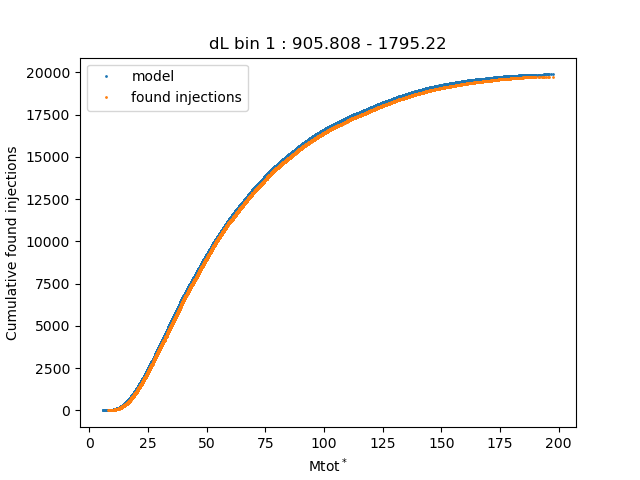 dL bin 1 : 905.808 - 1795.22
model
found injections
Cumulative found injections
20000
17500
15000
12500
10000
7500
5000
2500
0
0 25 50 75 100 125 150 175 200
Mtot*